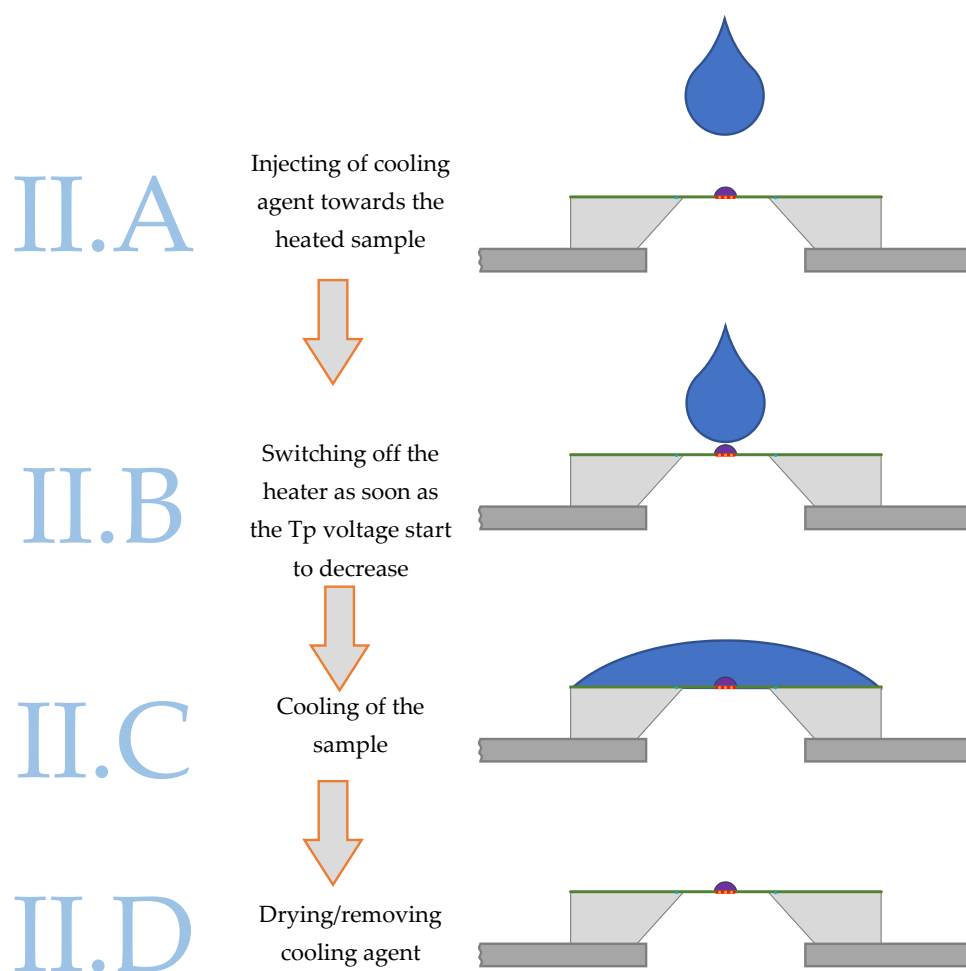 II.A
Injecting of cooling
agent towards the
heated sample
II.B
Switching off the
heater as soon as
the Tp voltage start
to decrease
II.C
Cooling of the
sample
II.D
Drying/removing
cooling agent